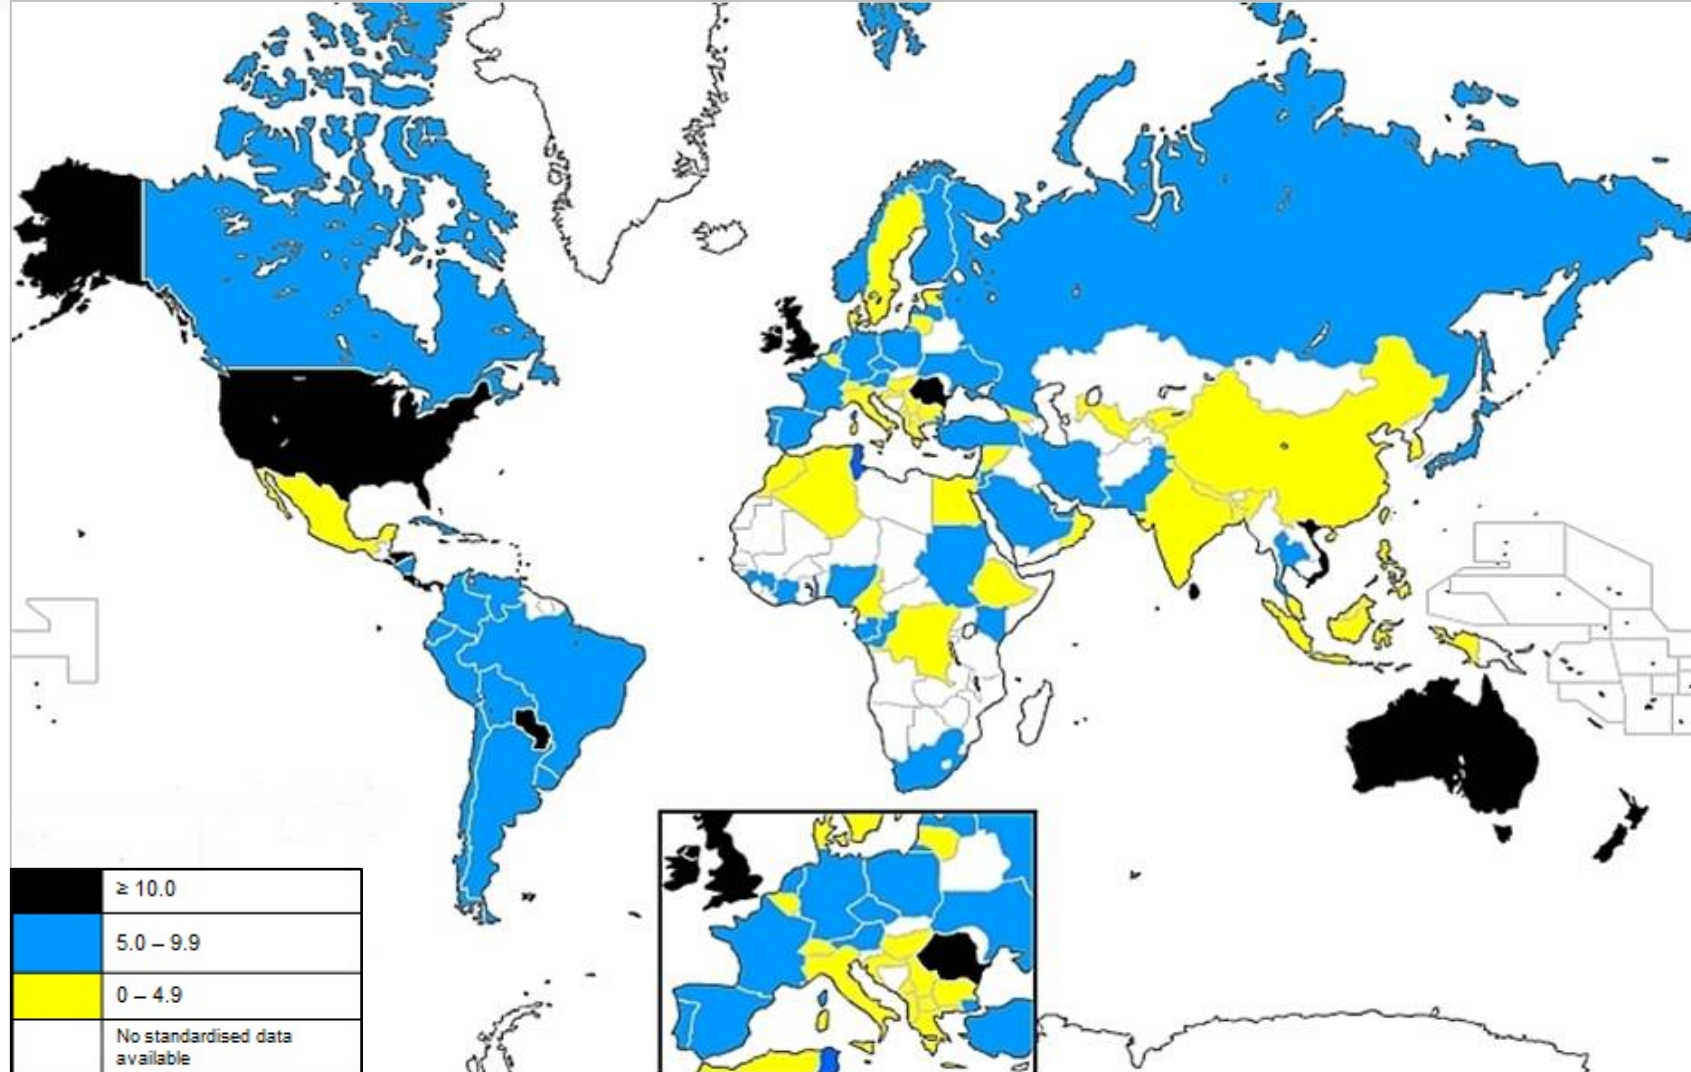 ≥ 10.0
5.0 – 9.9
0 – 4.9
No standardised data
available